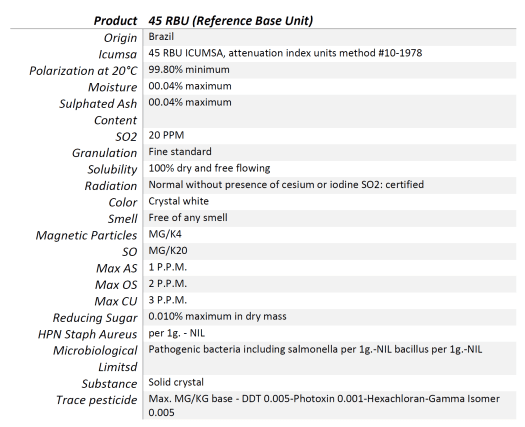 Product 45 RBU (Reference Base Unit)
Origin Brazil
Icumsa 45 RBU ICUMSA, attenuation index units method #10-1978
Polarization at 20°C 99.80% minimum
Moisture 00.04% maximum
Sulphated Ash 00.04% maximum
Content
SO2 20 PPM
Granulation Fine standard
Solubility 100% dry and free flowing
Radiation Normal without presence of cesium or iodine SO2: certified
Color Crystal white
Smell Free of any smell
Magnetic Particles MG/K4
SO MG/K20
Max AS 1 P.P.M.
Max OS 2 P.P.M.
Max CU 3 P.P.M.
Reducing Sugar 0.010% maximum in dry mass
HPN Staph Aureus per 1g. - NIL
Microbiological Pathogenic bacteria including salmonella per 1g.-NIL bacillus per 1g.-NIL
Limitsd
Substance Solid crystal
Trace pesticide Max. MG/KG base - DDT 0.005-Photoxin 0.001-Hexachloran-Gamma Isomer
0.005